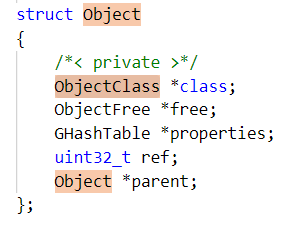 struct Object
{
    /*< private >*/
    ObjectClass *class;
    ObjectFree *free;
    GHashTable *properties;
    uint32_t ref;
    Object *parent;
};